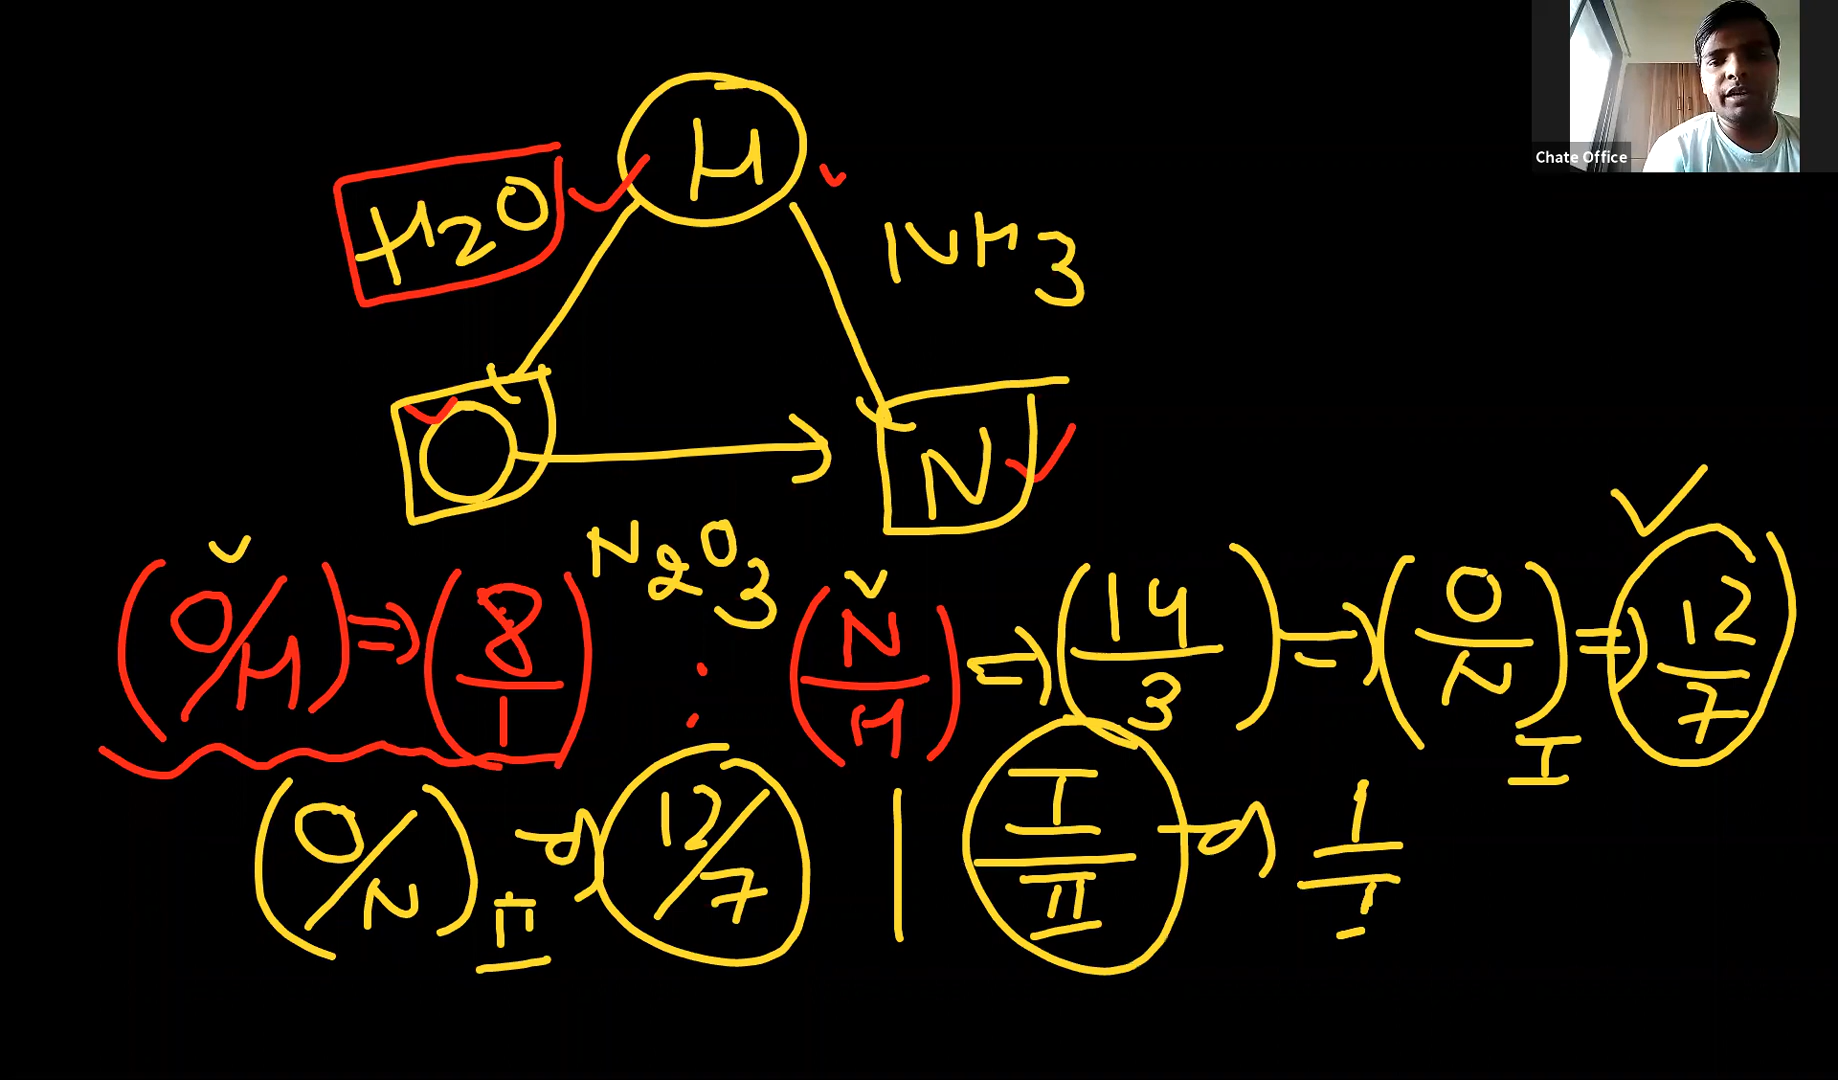 Chate Office
H
H2O
NH3
O
N
N2O3
(O/H) ⇒ (8/1) : (N/H) ⇒ (14/3) ⇒ (O/N) I ⇒ 12/7
(O/N) II → 12/7 | I/II → 1/1